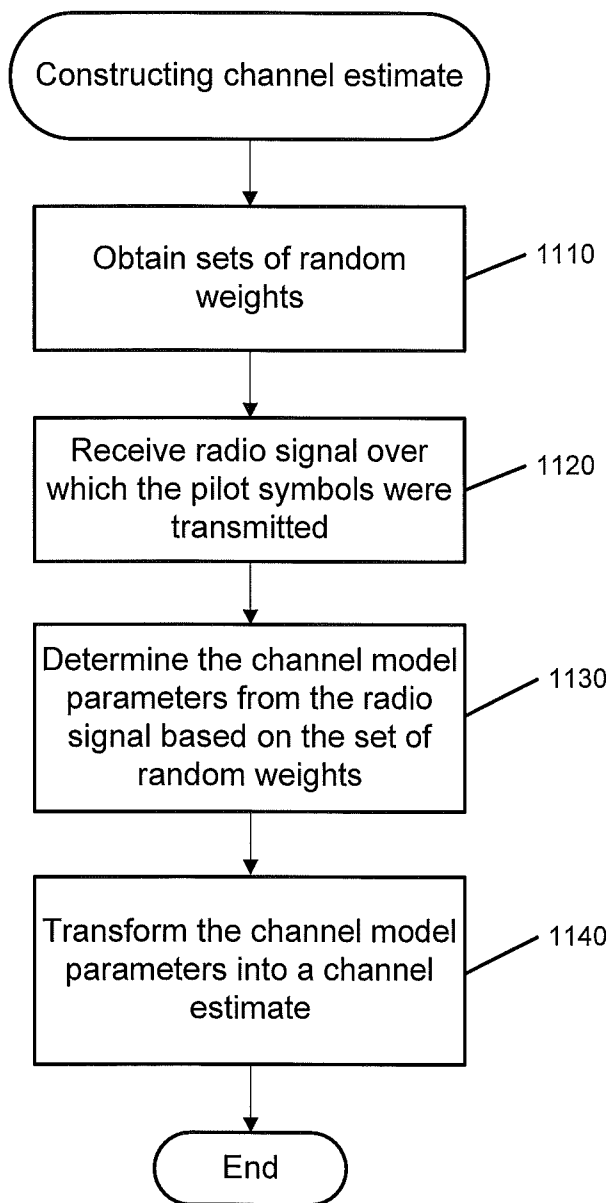 Constructing channel estimate
Obtain sets of random
weights
1110
Receive radio signal over
which the pilot symbols were
transmitted
1120
Determine the channel model
parameters from the radio
signal based on the set of
random weights
1130
Transform the channel model
parameters into a channel
estimate
1140
End